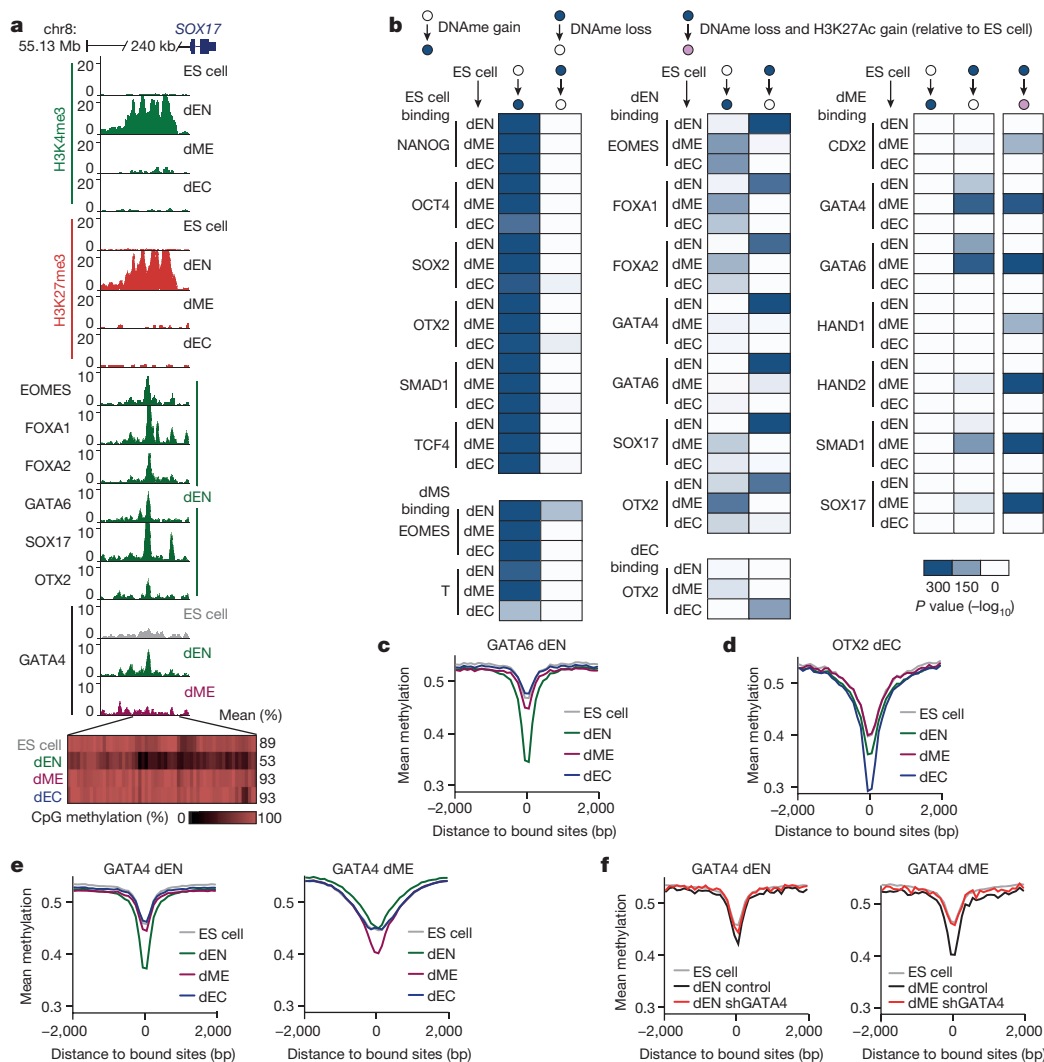 a
chr8:
SOX17
55.13 Mb
240 kb
H3K4me3
20
0
ES cell
20
0
dEN
20
0
dME
20
0
dEC
H3K27me3
20
0
ES cell
20
0
dEN
20
0
dME
20
0
dEC
EOMES
10
0
FOXA1
10
0
FOXA2
10
0
dEN
GATA6
10
0
SOX17
10
0
OTX2
10
0
GATA4
10
0
ES cell
10
0
dEN
10
0
dME
Mean (%)
ES cell 89
dEN 53
dME 93
dEC 93
CpG methylation (%) 0 100
b
DNAme gain
DNAme loss
DNAme loss and H3K27Ac gain (relative to ES cell)
ES cell
ES cell binding
NANOG dEN dME dEC
OCT4 dEN dME dEC
SOX2 dEN dME dEC
OTX2 dEN dME dEC
SMAD1 dEN dME dEC
TCF4 dEN dME dEC
dMS binding
EOMES dEN dME dEC
T dEN dME dEC
ES cell
dEN binding
EOMES dEN dME dEC
FOXA1 dEN dME dEC
FOXA2 dEN dME dEC
GATA4 dEN dME dEC
GATA6 dEN dME dEC
SOX17 dEN dME dEC
OTX2 dEN dME dEC
dEC binding
OTX2 dEN dME dEC
ES cell
dME binding
CDX2 dEN dME dEC
GATA4 dEN dME dEC
GATA6 dEN dME dEC
HAND1 dEN dME dEC
HAND2 dEN dME dEC
SMAD1 dEN dME dEC
SOX17 dEN dME dEC
300 150 0
P value (−log10)
c
GATA6 dEN
Mean methylation
0.5
0.4
0.3
ES cell
dEN
dME
dEC
−2,000 0 2,000
Distance to bound sites (bp)
d
OTX2 dEC
Mean methylation
0.5
0.4
0.3
ES cell
dEN
dME
dEC
−2,000 0 2,000
Distance to bound sites (bp)
e
GATA4 dEN
Mean methylation
0.5
0.4
0.3
ES cell
dEN
dME
dEC
−2,000 0 2,000
Distance to bound sites (bp)
GATA4 dME
0.5
0.4
0.3
ES cell
dEN
dME
dEC
−2,000 0 2,000
Distance to bound sites (bp)
f
GATA4 dEN
Mean methylation
0.5
0.4
0.3
ES cell
dEN control
dEN shGATA4
−2,000 0 2,000
Distance to bound sites (bp)
GATA4 dME
0.5
0.4
0.3
ES cell
dME control
dME shGATA4
−2,000 0 2,000
Distance to bound sites (bp)